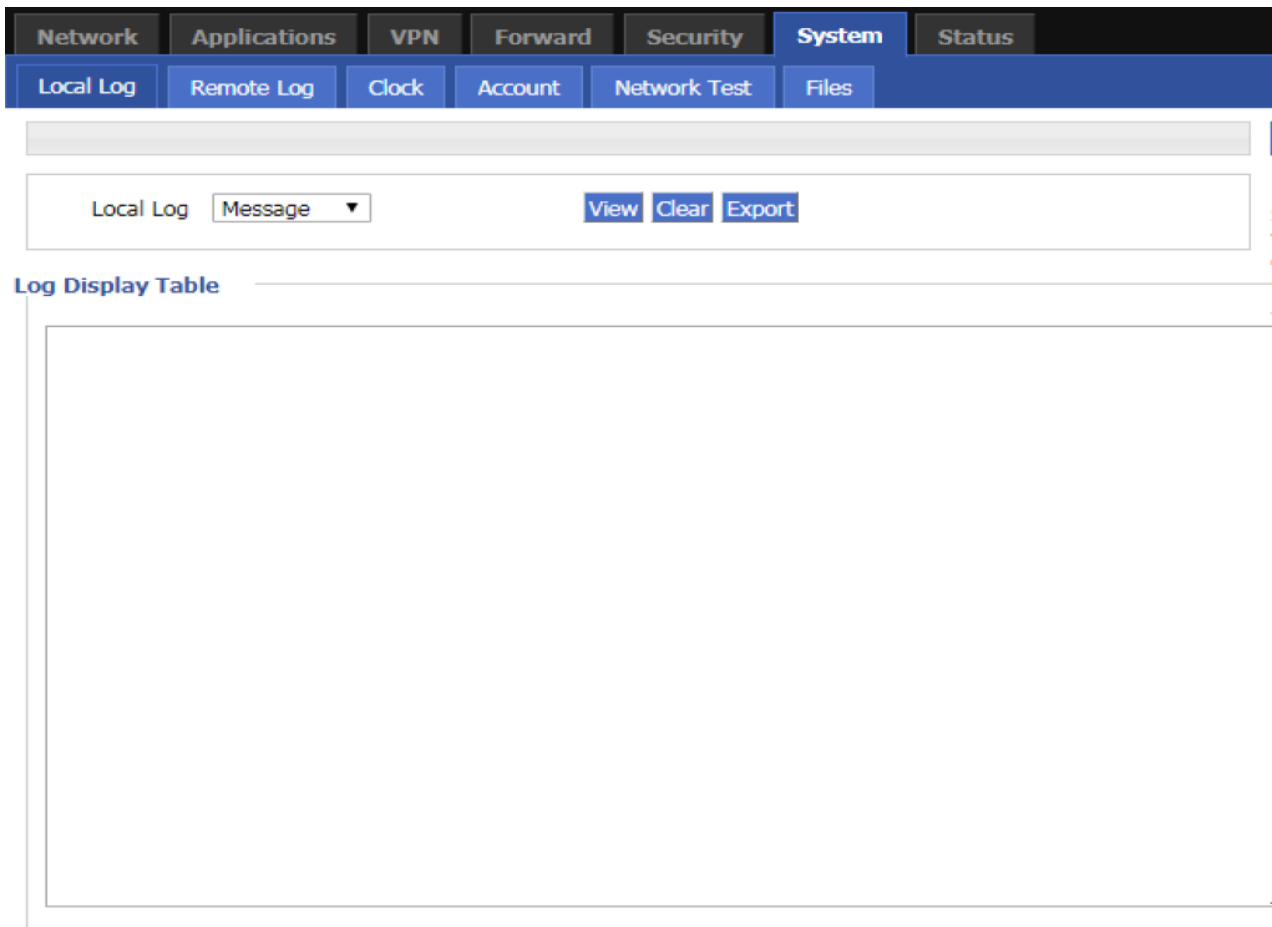 Network Applications VPN Forward Security System Status
Local Log Remote Log Clock Account Network Test Files
Local Log Message View Clear Export
Log Display Table